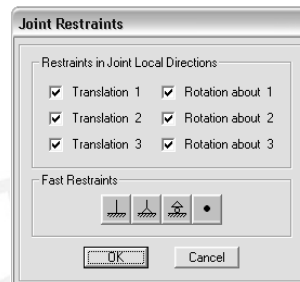 Joint Restraints
Restraints in Joint Local Directions
Translation 1 Rotation about 1
Translation 2 Rotation about 2
Translation 3 Rotation about 3
Fast Restraints
OK Cancel